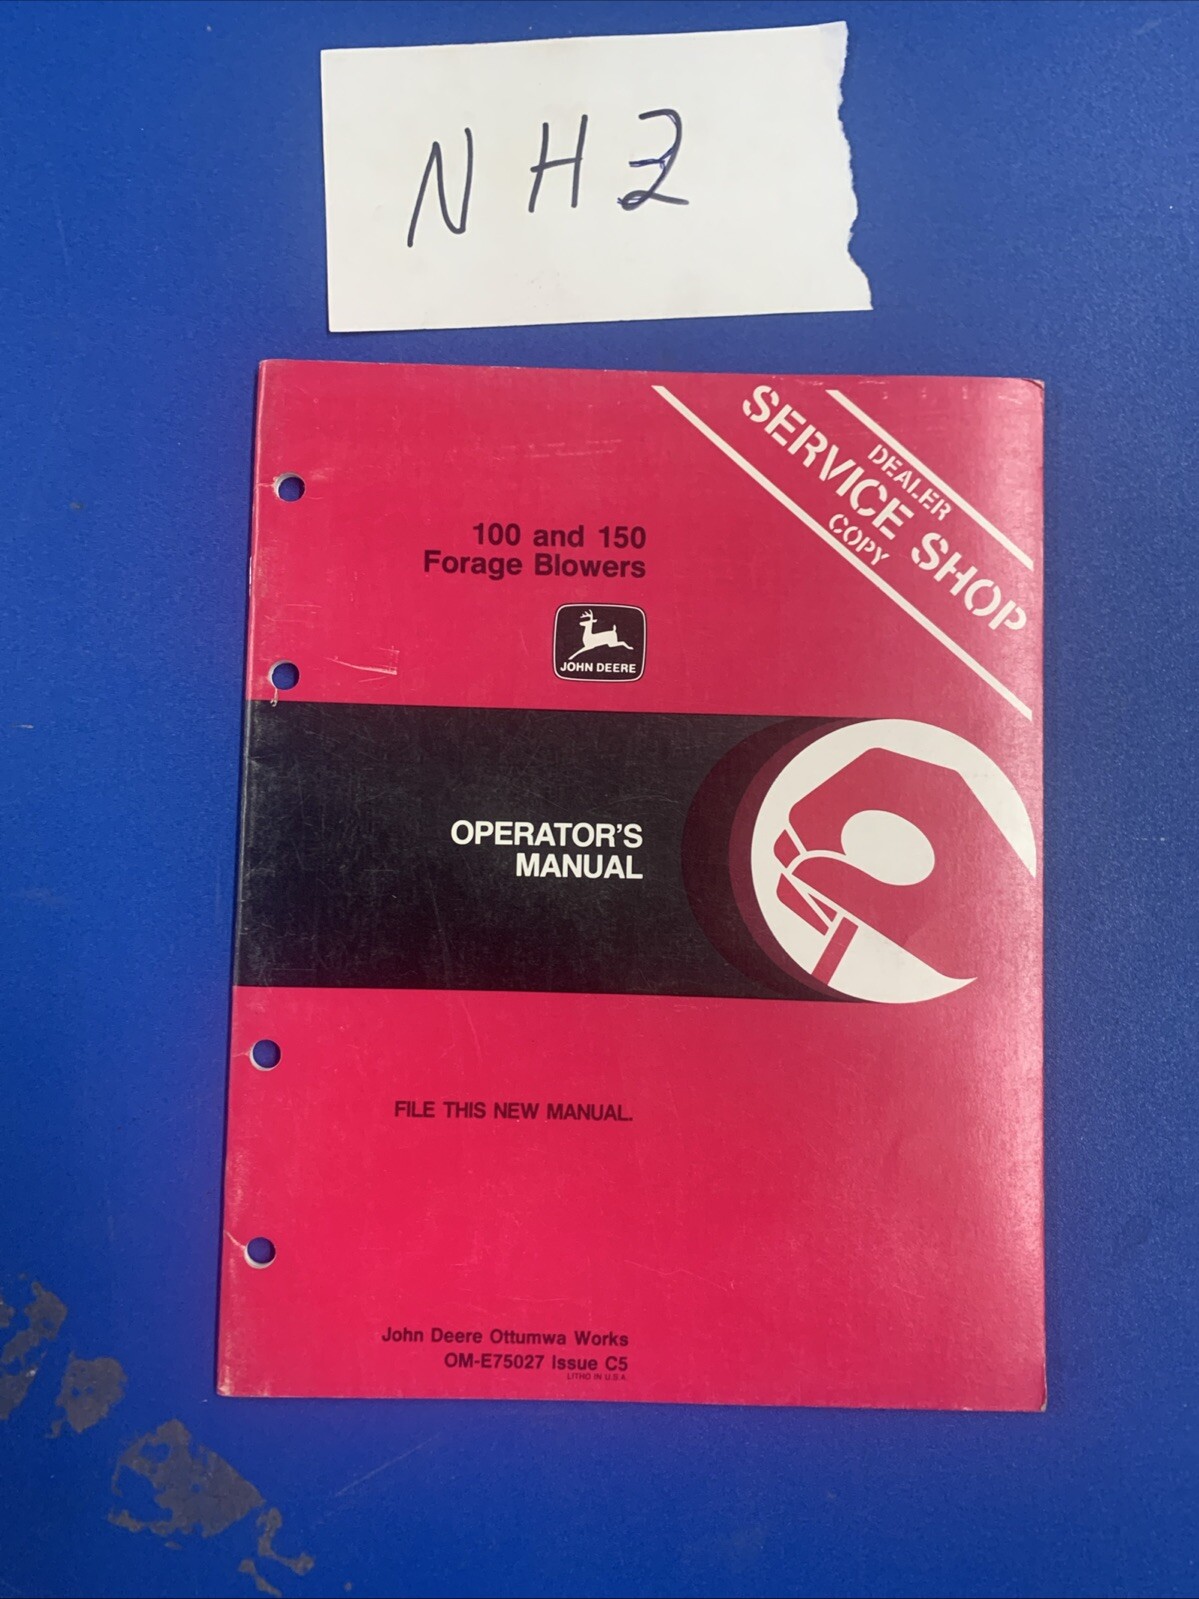 NHZ
DEALER
SERVICE SHOP
COPY
100 and 150
Forage Blowers
JOHN DEERE
OPERATOR'S
MANUAL
FILE THIS NEW MANUAL.
John Deere Ottumwa Works
OM-E75027 Issue C5
LITHO IN U.S.A.